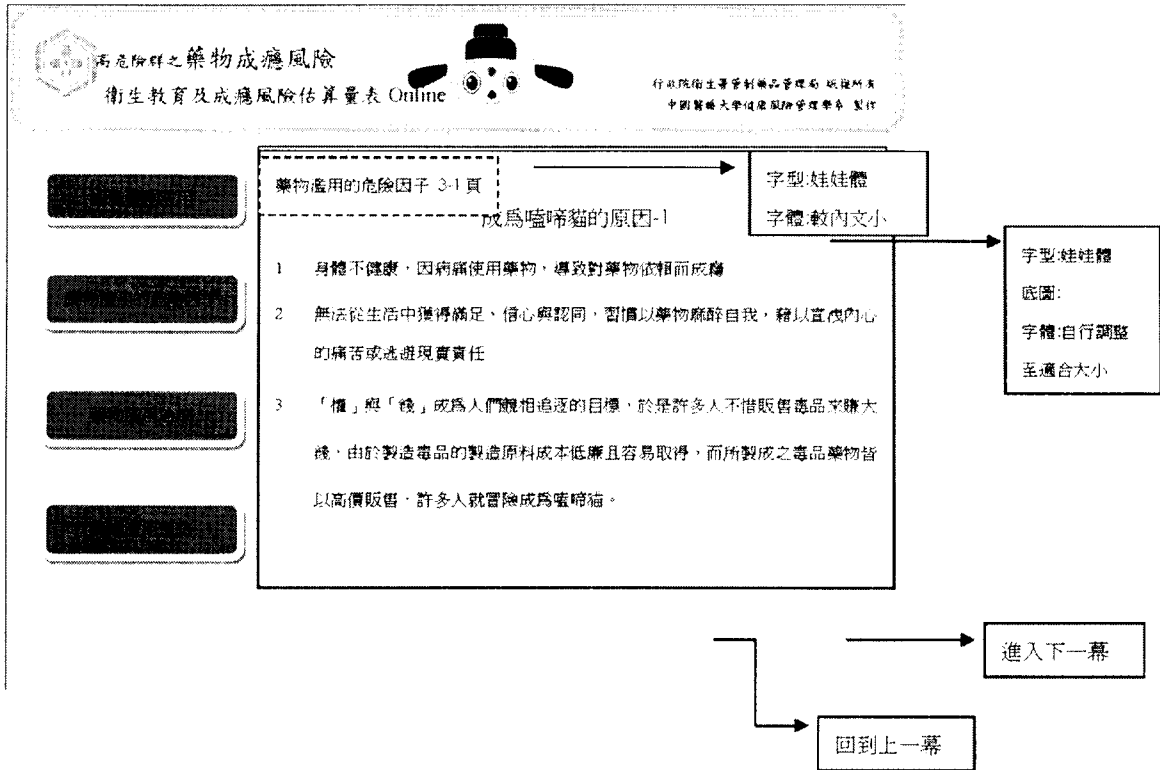 高危險群之藥物成癮風險
衛生教育及成癮風險估算量表 Online
行政院衛生署管制藥品管理局 版權所有
中國醫藥大學健康風險管理學系 製作
藥物濫用的危險因子 3-1 頁
成為嗑啼貓的原因-1
1 身體不健康，因病痛使用藥物，導致對藥物依賴而成癮
2 無法從生活中獲得滿足、信心與認同，習慣以藥物麻醉自我，藉以宣洩內心
的痛苦或逃避現實責任
3 「權」與「錢」成為人們競相追逐的目標，於是許多人不惜販售毒品來賺大
錢，由於製造毒品的製造原料成本低廉且容易取得，而所製成之毒品藥物皆
以高價販售，許多人就冒險成為嗑啼貓。
字型:娃娃體
字體:較內文小
字型:娃娃體
底圖:
字體:自行調整
至適合大小
進入下一幕
回到上一幕